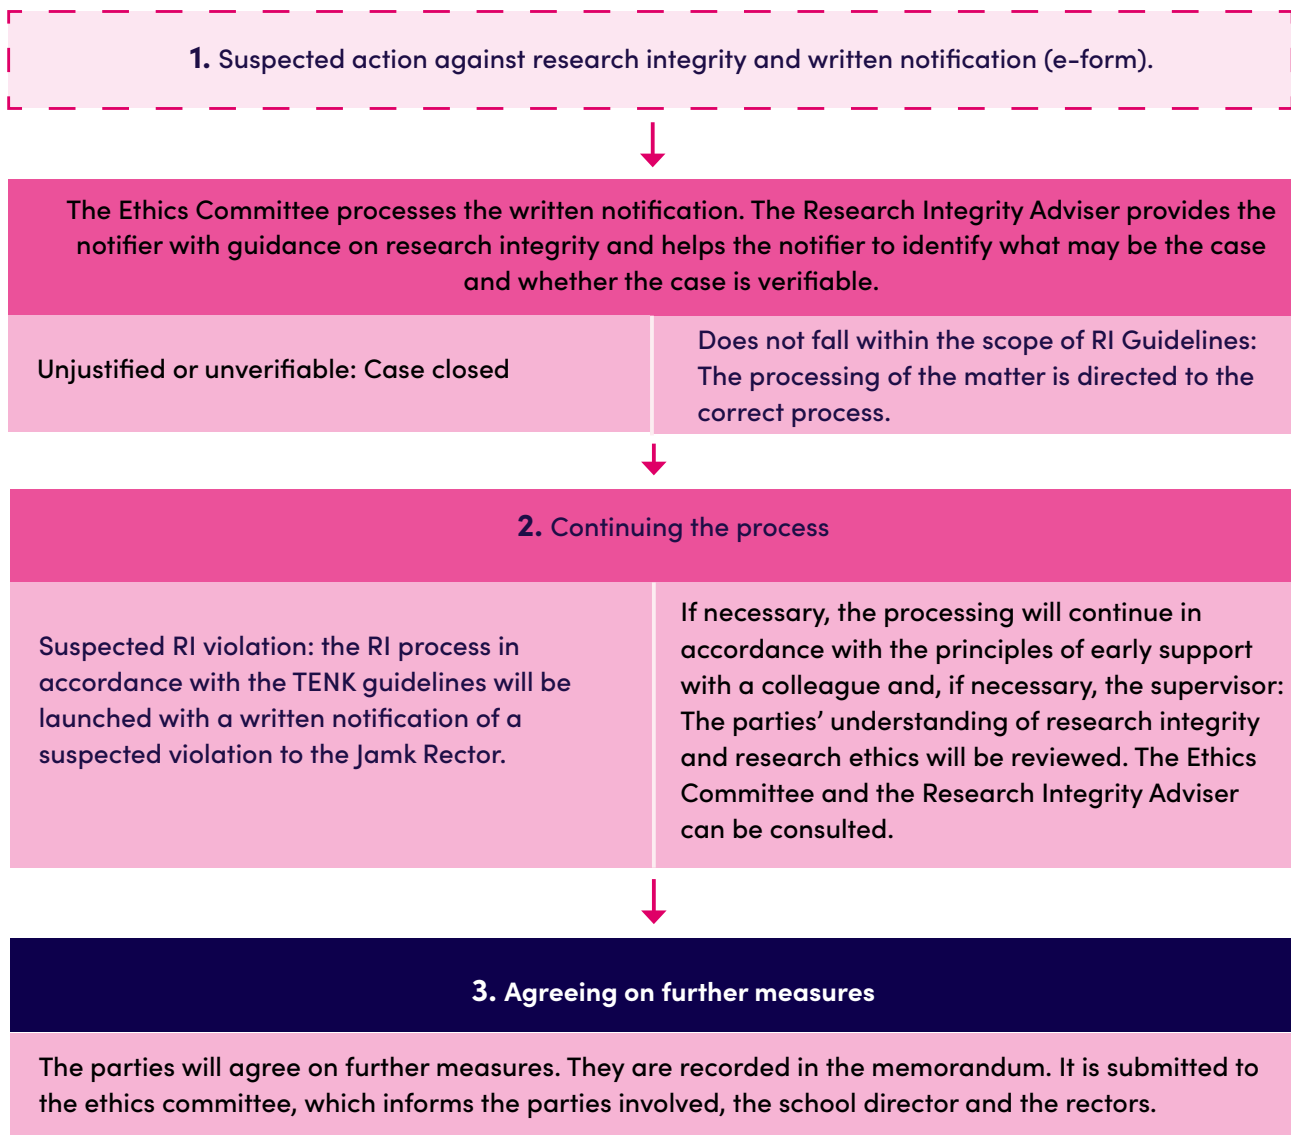 1. Suspected action against research integrity and written notification (e-form).
The Ethics Committee processes the written notification. The Research Integrity Adviser provides the
notifier with guidance on research integrity and helps the notifier to identify what may be the case
and whether the case is verifiable.
Unjustified or unverifiable: Case closed
Does not fall within the scope of RI Guidelines:
The processing of the matter is directed to the
correct process.
2. Continuing the process
Suspected RI violation: the RI process in
accordance with the TENK guidelines will be
launched with a written notification of a
suspected violation to the Jamk Rector.
If necessary, the processing will continue in
accordance with the principles of early support
with a colleague and, if necessary, the supervisor:
The parties’ understanding of research integrity
and research ethics will be reviewed. The Ethics
Committee and the Research Integrity Adviser
can be consulted.
3. Agreeing on further measures
The parties will agree on further measures. They are recorded in the memorandum. It is submitted to
the ethics committee, which informs the parties involved, the school director and the rectors.